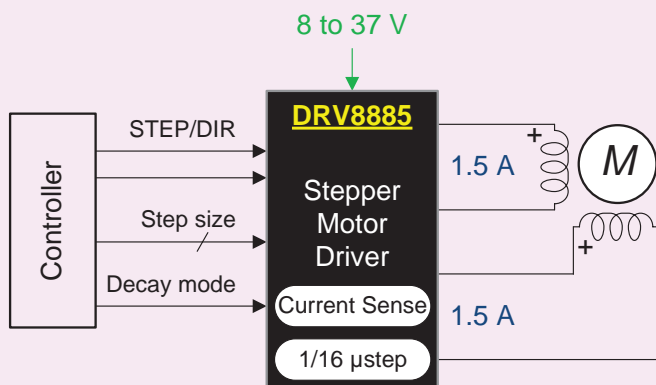 8 to 37 V
DRV8885
STEP/DIR
Controller
Step size
Decay mode
Stepper
Motor
Driver
Current Sense
1/16 µstep
+
1.5 A
M
+
1.5 A